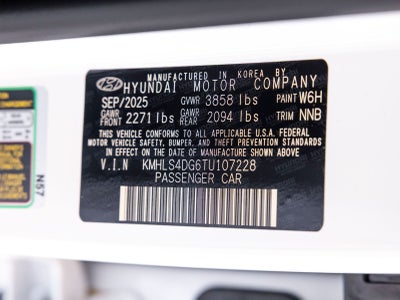 MANUFACTURED IN KOREA BY
HYUNDAI MOTOR COMPANY
SEP/2025 GVWR 3858 lbs PAINT W6H
GAWR FRONT 2271 lbs GAWR REAR 2094 lbs TRIM NNB
THIS VEHICLE CONFORMS TO ALL APPLICABLE FEDERAL
MOTOR VEHICLE SAFETY, BUMPER, AND THEFT PREVENTION
STANDARDS IN EFFECT ON THE DATE OF MANUFACTURE
SHOWN ABOVE.
V.I.N KMHLS4DG6TU107228
PASSENGER CAR
N57